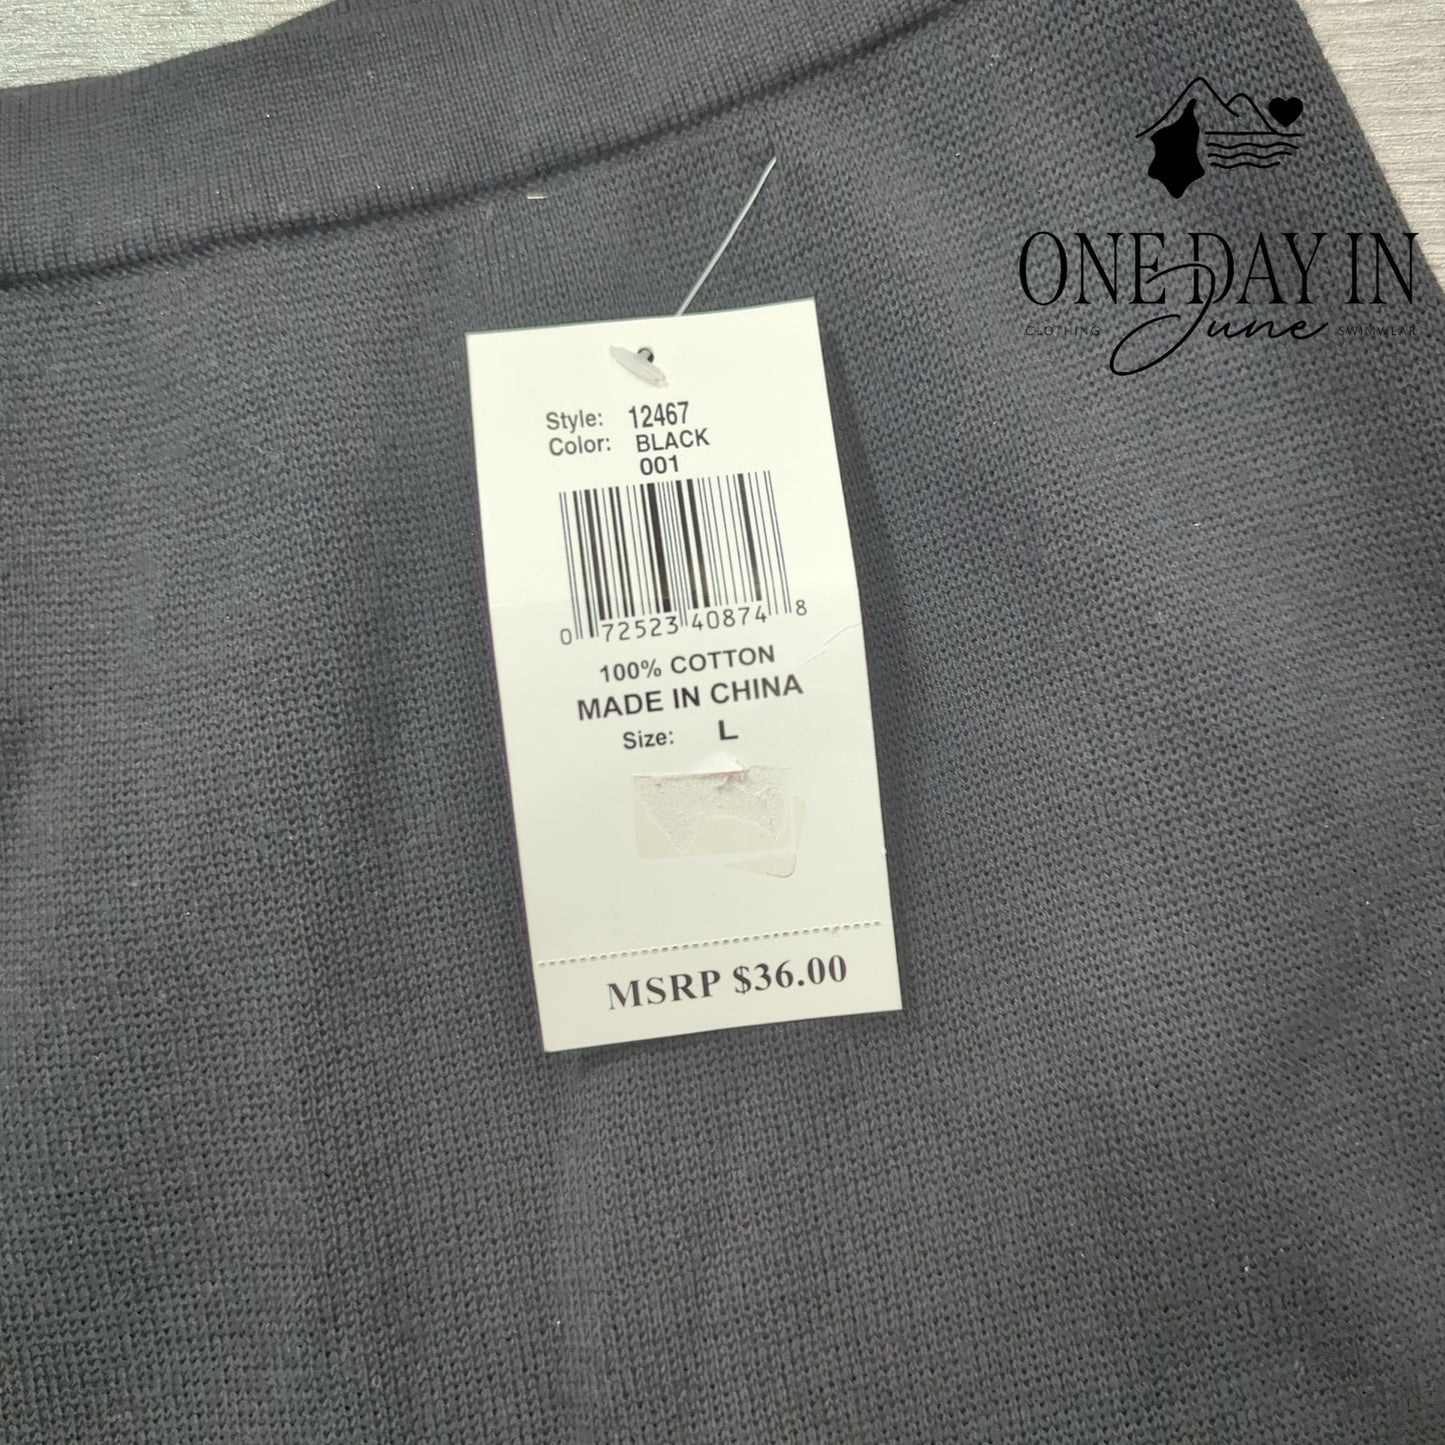 ONE DAY IN
CLOTHING June SWIMWEAR
Style: 12467
Color: BLACK
001
0 72523 40874 8
100% COTTON
MADE IN CHINA
Size: L
MSRP $36.00